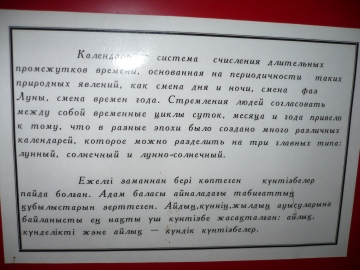 Календарь - система счисления длительных
промежутков времени, основанная на периодичности таких
природных явлений, как смена дня и ночи, смена фаз
Луны, смена времен года. Стремления людей согласовать
между собой временные циклы суток, месяца и года привело
к тому, что в разные эпохи было создано много различных
календарей, которое можно разделить на три главных типа:
лунный, солнечный и лунно-солнечный.
Ежелгі заманнан бері көптеген күнтізбелер
пайда болған. Адам баласы айналадағы табиғаттың
құбылыстарын зерттеген. Айдың,күннің,жылдың ауысуларына
байланысты ең нақты үш күнтізбе жасақталған: айлық,
күнделікті және айлық – күндік күнтізбелер.